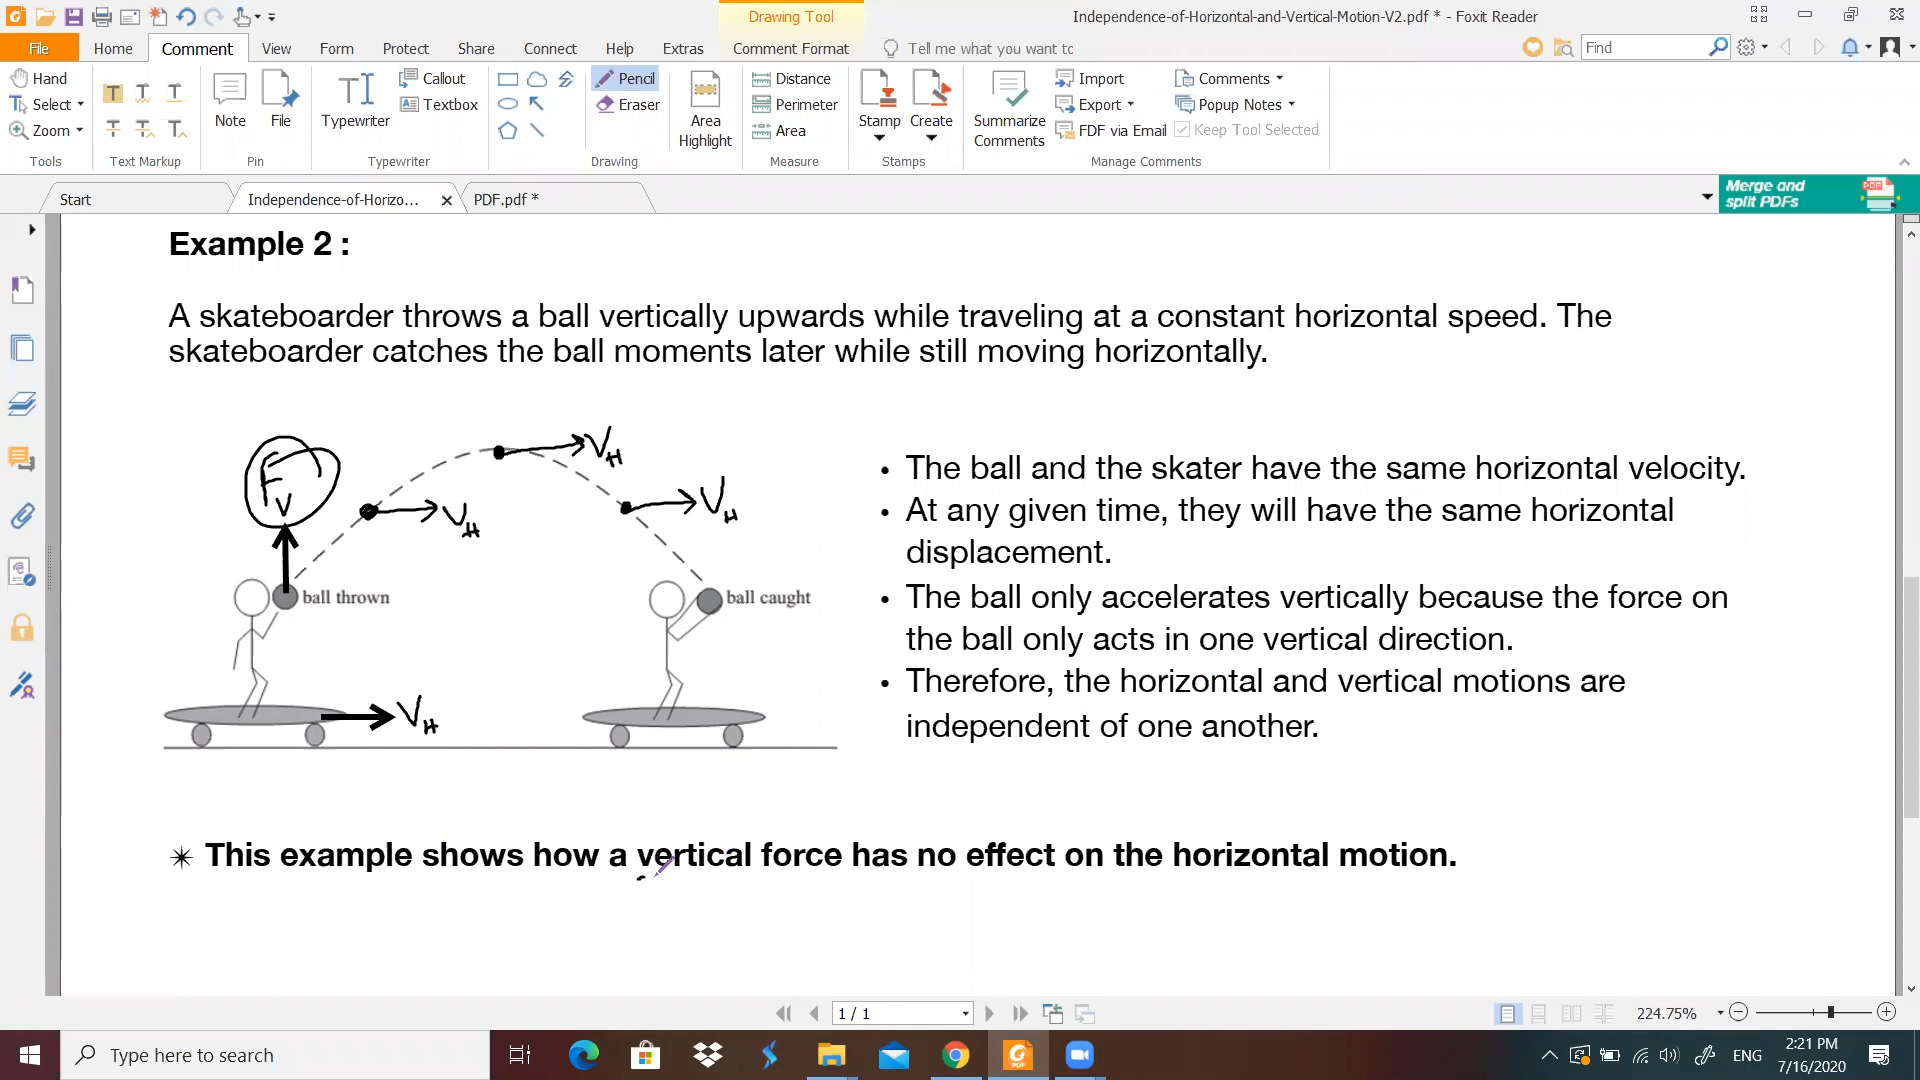 Drawing Tool
Independence-of-Horizontal-and-Vertical-Motion-V2.pdf * - Foxit Reader
File Home Comment View Form Protect Share Connect Help Extras Comment Format Tell me what you want to Find
Hand
Select
Zoom
Tools
T T T
T T T
Text Markup
Note
File
Pin
Typewriter
Callout
Textbox
Typewriter
Pencil
Eraser
Drawing
Area
Highlight
Distance
Perimeter
Area
Measure
Stamp
Create
Stamps
Summarize
Comments
Import
Export
FDF via Email
Comments
Popup Notes
Keep Tool Selected
Manage Comments
Start
Independence-of-Horizo...
PDF.pdf *
Merge and
split PDFs
Example 2 :
A skateboarder throws a ball vertically upwards while traveling at a constant horizontal speed. The
skateboarder catches the ball moments later while still moving horizontally.
F
V
VH
VH
VH
ball thrown
ball caught
VH
• The ball and the skater have the same horizontal velocity.
• At any given time, they will have the same horizontal
displacement.
• The ball only accelerates vertically because the force on
the ball only acts in one vertical direction.
• Therefore, the horizontal and vertical motions are
independent of one another.
✴ This example shows how a vertical force has no effect on the horizontal motion.
1 / 1
224.75%
Type here to search
ENG
2:21 PM
7/16/2020